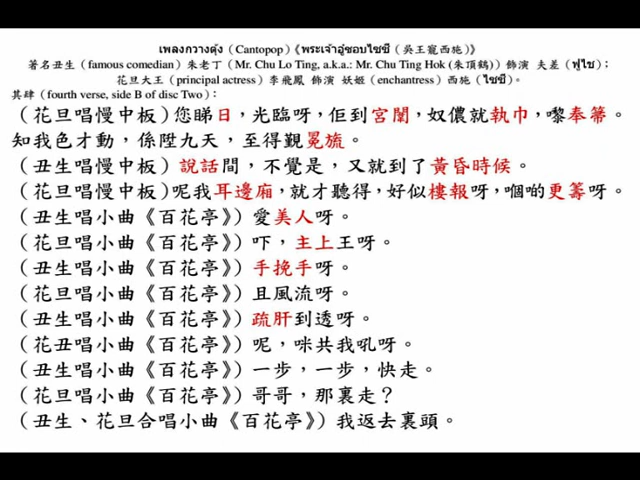 เพลงกวางตุ้ง（Cantopop）《พระเจ้าอู๋ชอบไซซี（吳王寵西施）》
著名丑生（famous comedian）朱老丁（Mr. Chu Lo Ting, a.k.a.: Mr. Chu Ting Hok (朱頂鶴)）飾演 夫差（ฟูไช）；
花旦大王（principal actress）李飛鳳 飾演 妖姬（enchantress）西施（ไซซี）。
其肆（fourth verse, side B of disc Two）：
（花旦唱慢中板）您睇日，光臨呀，佢到宮闈，奴儂就執巾，嚟奉箒。
知我色才動，係陞九天，至得觀冕旒。
（丑生唱慢中板）說話間，不覺是，又就到了黃昏時候。
（花旦唱慢中板）呢我耳邊廂，就才聽得，好似樓報呀，嗰啲更籌呀。
（丑生唱小曲《百花亭》）愛美人呀。
（花旦唱小曲《百花亭》）吓，主上王呀。
（丑生唱小曲《百花亭》）手挽手呀。
（花旦唱小曲《百花亭》）且風流呀。
（丑生唱小曲《百花亭》）疏肝到透呀。
（花旦唱小曲《百花亭》）呢，咪共我吼呀。
（丑生唱小曲《百花亭》）一步，一步，快走。
（花旦唱小曲《百花亭》）哥哥，那裏走？
（丑生、花旦合唱小曲《百花亭》）我返去裏頭。